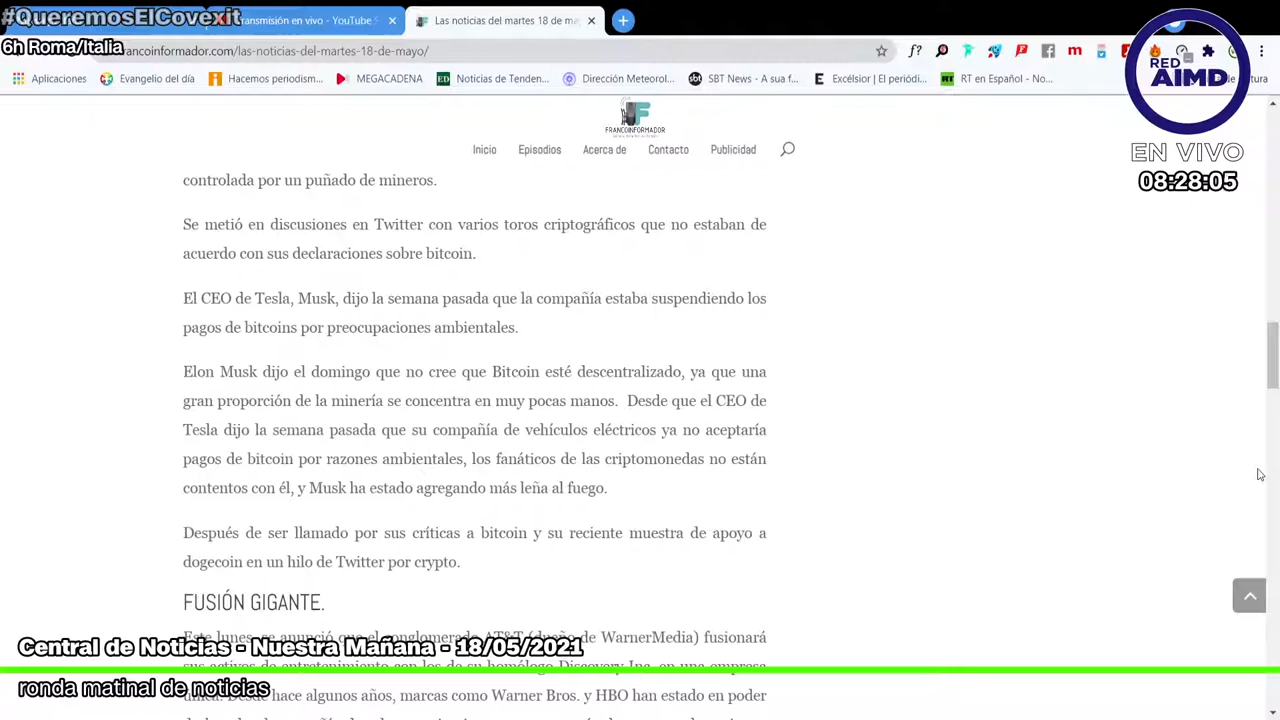 #QueremosElCovexit
transmisión en vivo - YouTube
Las noticias del martes 18 de may
6h Roma/Italia
francoinformador.com/las-noticias-del-martes-18-de-mayo/
Aplicaciones
Evangelio del día
Hacemos periodism...
MEGACADENA
Noticias de Tenden...
Dirección Meteorol...
Excélsior | El periódi...
RT en Español - No...
RED
AIMD
EN VIVO
08:28:05
FRANCOINFORMADOR
Inicio
Episodios
Acerca de
Contacto
Publicidad
controlada por un puñado de mineros.
Se metió en discusiones en Twitter con varios toros criptográficos que no estaban de
acuerdo con sus declaraciones sobre bitcoin.
El CEO de Tesla, Musk, dijo la semana pasada que la compañía estaba suspendiendo los
pagos de bitcoins por preocupaciones ambientales.
Elon Musk dijo el domingo que no cree que Bitcoin esté descentralizado, ya que una
gran proporción de la minería se concentra en muy pocas manos. Desde que el CEO de
Tesla dijo la semana pasada que su compañía de vehículos eléctricos ya no aceptaría
pagos de bitcoin por razones ambientales, los fanáticos de las criptomonedas no están
contentos con él, y Musk ha estado agregando más leña al fuego.
Después de ser llamado por sus críticas a bitcoin y su reciente muestra de apoyo a
dogecoin en un hilo de Twitter por crypto.
FUSIÓN GIGANTE.
Este lunes, se anunció que el conglomerado AT&T (dueño de WarnerMedia) fusionará
sus activos de entretenimiento con los de su homólogo Discovery Inc. en una empresa
única. Desde hace algunos años, marcas como Warner Bros. y HBO han estado en poder
Central de Noticias - Nuestra Mañana - 18/05/2021
ronda matinal de noticias